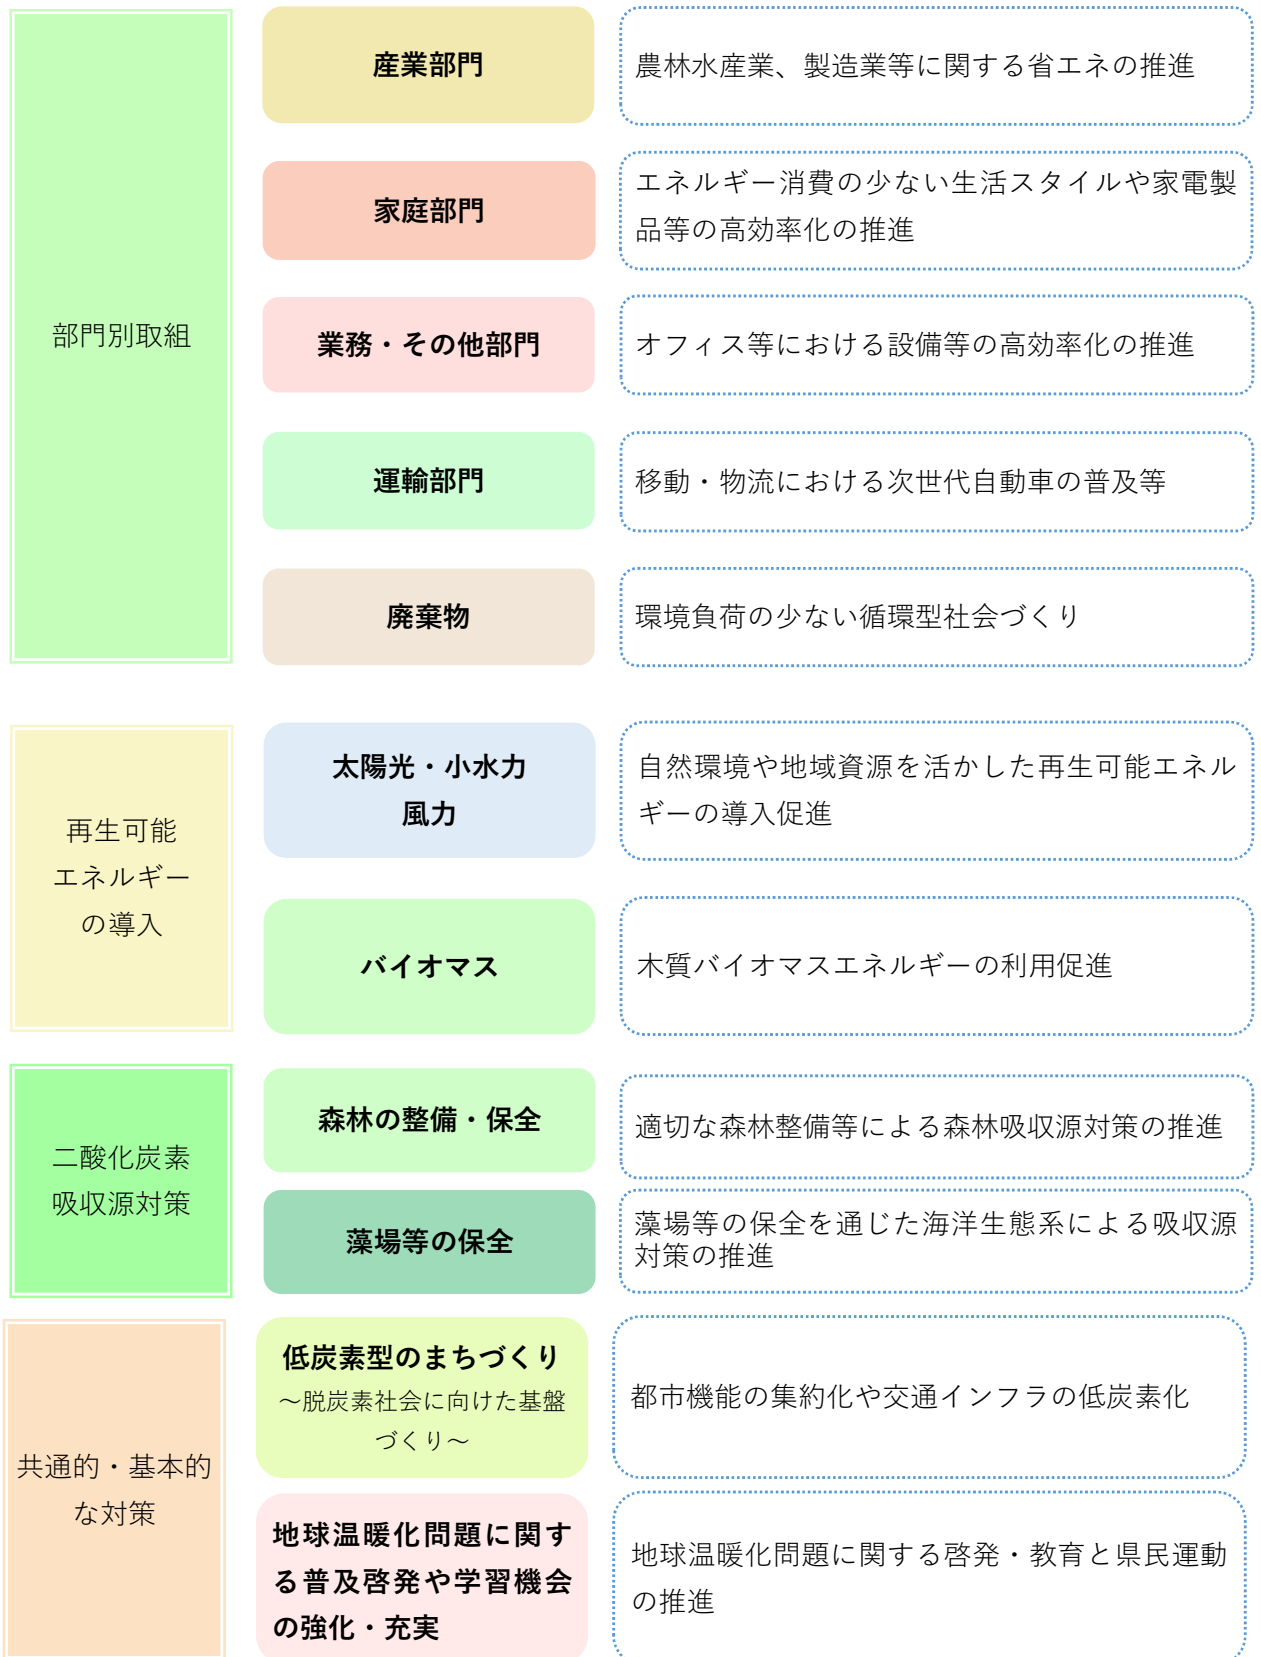 部門別取組
産業部門
農林水産業、製造業等に関する省エネの推進
家庭部門
エネルギー消費の少ない生活スタイルや家電製
品等の高効率化の推進
業務・その他部門
オフィス等における設備等の高効率化の推進
運輸部門
移動・物流における次世代自動車の普及等
廃棄物
環境負荷の少ない循環型社会づくり
再生可能
エネルギー
の導入
太陽光・小水力
風力
自然環境や地域資源を活かした再生可能エネル
ギーの導入促進
バイオマス
木質バイオマスエネルギーの利用促進
二酸化炭素
吸収源対策
森林の整備・保全
適切な森林整備等による森林吸収源対策の推進
藻場等の保全
藻場等の保全を通じた海洋生態系による吸収源
対策の推進
共通的・基本的
な対策
低炭素型のまちづくり
～脱炭素社会に向けた基盤
づくり～
都市機能の集約化や交通インフラの低炭素化
地球温暖化問題に関す
る普及啓発や学習機会
の強化・充実
地球温暖化問題に関する啓発・教育と県民運動
の推進